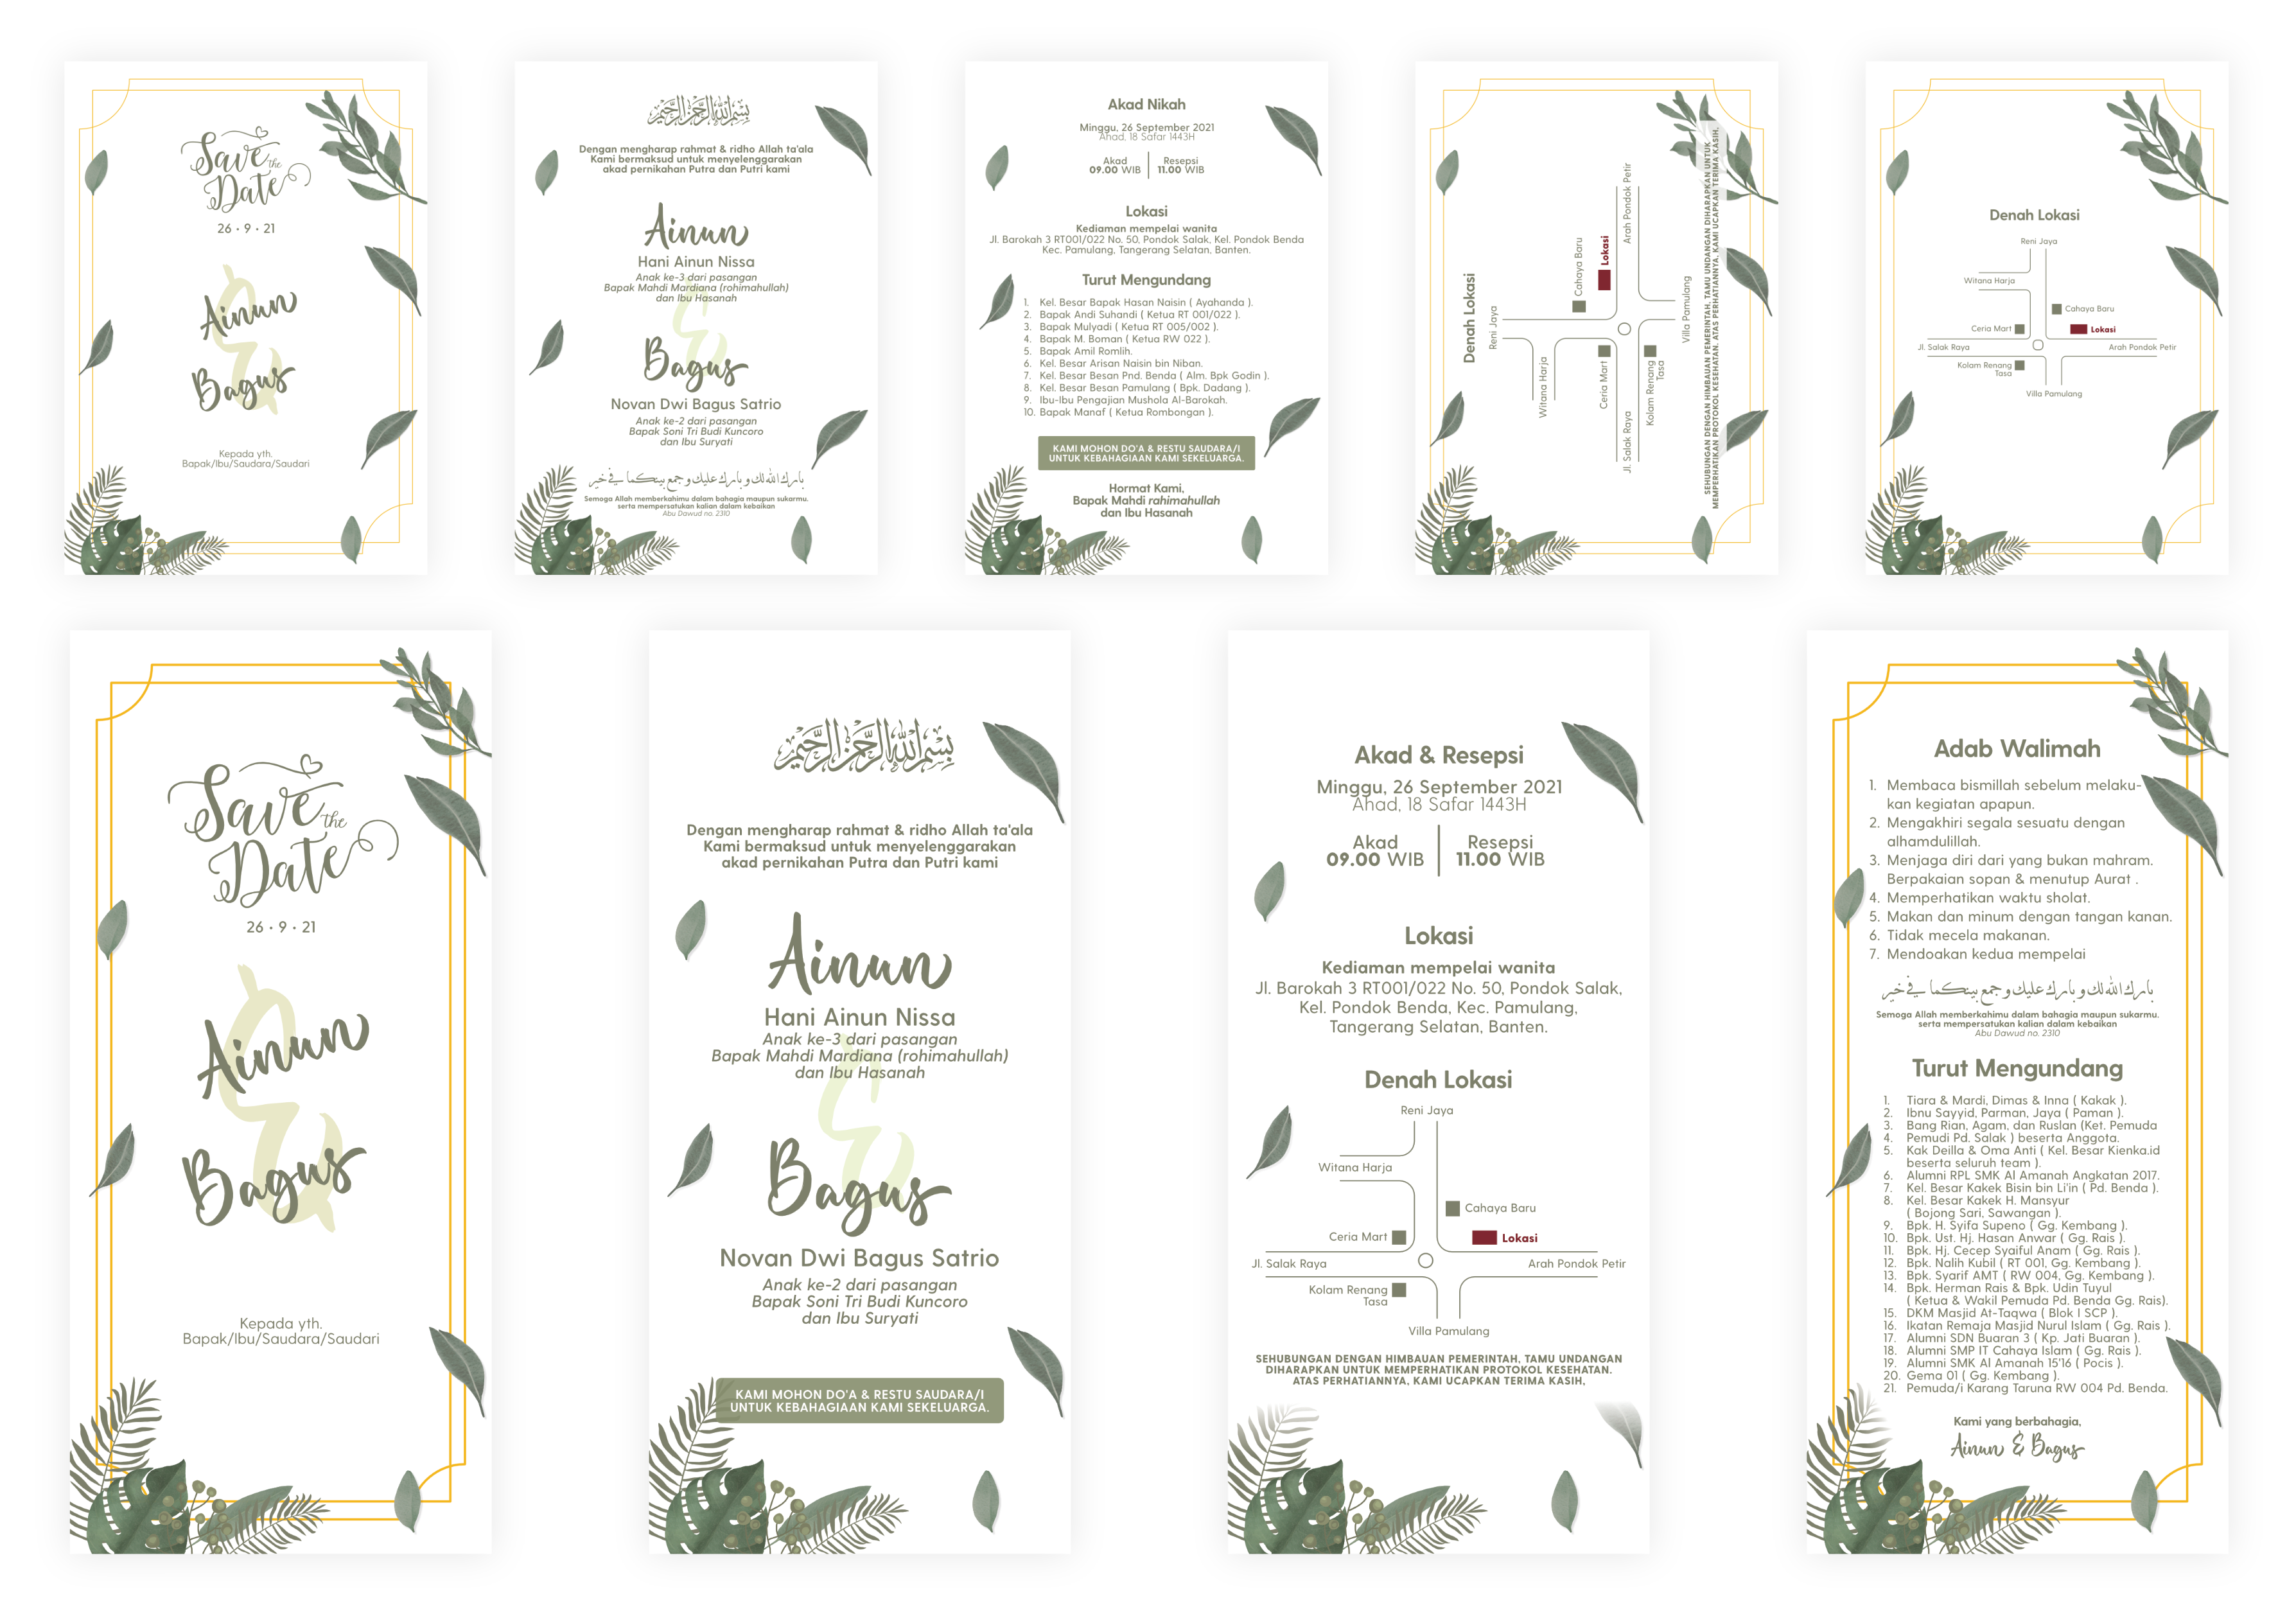 Save the
Date
26 • 9 • 21
Ainun
&
Bagus
Kepada yth.
Bapak/Ibu/Saudara/Saudari
بسم الله الرحمن الرحيم
Dengan mengharap rahmat & ridho Allah ta'ala
Kami bermaksud untuk menyelenggarakan
akad pernikahan Putra dan Putri kami
Ainun
Hani Ainun Nissa
Anak ke-3 dari pasangan
Bapak Mahdi Mardiana (rohimahullah)
dan Ibu Hasanah
&
Bagus
Novan Dwi Bagus Satrio
Anak ke-2 dari pasangan
Bapak Soni Tri Budi Kuncoro
dan Ibu Suryati
بارك الله لك و بارك عليك و جمع بينكما في خير
Semoga Allah memberkahimu dalam bahagia maupun sukarmu.
serta mempersatukan kalian dalam kebaikan
Abu Dawud no. 2310
Akad Nikah
Minggu, 26 September 2021
Ahad, 18 Safar 1443H
Akad
09.00 WIB
Resepsi
11.00 WIB
Lokasi
Kediaman mempelai wanita
Jl. Barokah 3 RT001/022 No. 50, Pondok Salak, Kel. Pondok Benda
Kec. Pamulang, Tangerang Selatan. Banten.
Turut Mengundang
1. Kel. Besar Bapak Hasan Naisin ( Ayahanda ).
2. Bapak Andi Suhandi ( Ketua RT 001/022 ).
3. Bapak Mulyadi ( Ketua RT 005/002 ).
4. Bapak M. Boman ( Ketua RW 022 ).
5. Bapak Amil Romlih.
6. Kel. Besar Arisan Naisin bin Niban.
7. Kel. Besar Besan Pnd. Benda ( Alm. Bpk Godin ).
8. Kel. Besar Besan Pamulang ( Bpk. Dadang ).
9. Ibu-Ibu Pengajian Mushola Al-Barokah.
10. Bapak Manaf ( Ketua Rombongan ).
KAMI MOHON DO'A & RESTU SAUDARA/I
UNTUK KEBAHAGIAAN KAMI SEKELUARGA.
Hormat Kami,
Bapak Mahdi rahimahullah
dan Ibu Hasanah
Denah Lokasi
Reni Jaya
Witana Harja
Cahaya Baru
Lokasi
Ceria Mart
Jl. Salak Raya
Arah Pondok Petir
Kolam Renang
Tasa
Villa Pamulang
SEHUBUNGAN DENGAN HIMBAUAN PEMERINTAH, TAMU UNDANGAN DIHARAPKAN UNTUK
MEMPERHATIKAN PROTOKOL KESEHATAN. ATAS PERHATIANNYA, KAMI UCAPKAN TERIMA KASIH.
Denah Lokasi
Reni Jaya
Witana Harja
Cahaya Baru
Ceria Mart
Lokasi
Jl. Salak Raya
Arah Pondok Petir
Kolam Renang
Tasa
Villa Pamulang
Save the
Date
26 • 9 • 21
Ainun
&
Bagus
Kepada yth.
Bapak/Ibu/Saudara/Saudari
بسم الله الرحمن الرحيم
Dengan mengharap rahmat & ridho Allah ta'ala
Kami bermaksud untuk menyelenggarakan
akad pernikahan Putra dan Putri kami
Ainun
Hani Ainun Nissa
Anak ke-3 dari pasangan
Bapak Mahdi Mardiana (rohimahullah)
dan Ibu Hasanah
&
Bagus
Novan Dwi Bagus Satrio
Anak ke-2 dari pasangan
Bapak Soni Tri Budi Kuncoro
dan Ibu Suryati
KAMI MOHON DO'A & RESTU SAUDARA/I
UNTUK KEBAHAGIAAN KAMI SEKELUARGA.
Akad & Resepsi
Minggu, 26 September 2021
Ahad, 18 Safar 1443H
Akad
09.00 WIB
Resepsi
11.00 WIB
Lokasi
Kediaman mempelai wanita
Jl. Barokah 3 RT001/022 No. 50, Pondok Salak,
Kel. Pondok Benda, Kec. Pamulang,
Tangerang Selatan, Banten.
Denah Lokasi
Reni Jaya
Witana Harja
Cahaya Baru
Ceria Mart
Lokasi
Jl. Salak Raya
Arah Pondok Petir
Kolam Renang
Tasa
Villa Pamulang
SEHUBUNGAN DENGAN HIMBAUAN PEMERINTAH, TAMU UNDANGAN
DIHARAPKAN UNTUK MEMPERHATIKAN PROTOKOL KESEHATAN.
ATAS PERHATIANNYA, KAMI UCAPKAN TERIMA KASIH,
Adab Walimah
1. Membaca bismillah sebelum melaku-
kan kegiatan apapun.
2. Mengakhiri segala sesuatu dengan
alhamdulillah.
3. Menjaga diri dari yang bukan mahram.
Berpakaian sopan & menutup Aurat .
4. Memperhatikan waktu sholat.
5. Makan dan minum dengan tangan kanan.
6. Tidak mecela makanan.
7. Mendoakan kedua mempelai
بارك الله لك و بارك عليك و جمع بينكما في خير
Semoga Allah memberkahimu dalam bahagia maupun sukarmu.
serta mempersatukan kalian dalam kebaikan
Abu Dawud no. 2310
Turut Mengundang
1. Tiara & Mardi, Dimas & Inna ( Kakak ).
2. Ibnu Sayyid, Parman, Jaya ( Paman ).
3. Bang Rian, Agam, dan Ruslan (Ket. Pemuda
4. Pemudi Pd. Salak ) beserta Anggota.
5. Kak Deilla & Oma Anti ( Kel. Besar Kienka.id
beserta seluruh team ).
6. Alumni RPL SMK Al Amanah Angkatan 2017.
7. Kel. Besar Kakek Bisin bin Li'in ( Pd. Benda ).
8. Kel. Besar Kakek H. Mansyur
( Bojong Sari, Sawangan ).
9. Bpk. H. Syifa Supeno ( Gg. Kembang ).
10. Bpk. Ust. Hj. Hasan Anwar ( Gg. Rais ).
11. Bpk. Hj. Cecep Syaiful Anam ( Gg. Rais ).
12. Bpk. Nalih Kubil ( RT 001, Gg. Kembang ).
13. Bpk. Syarif AMT ( RW 004, Gg. Kembang ).
14. Bpk. Herman Rais & Bpk. Udin Tuyul
( Ketua & Wakil Pemuda Pd. Benda Gg. Rais).
15. DKM Masjid At-Taqwa ( Blok I SCP ).
16. Ikatan Remaja Masjid Nurul Islam ( Gg. Rais ).
17. Alumni SDN Buaran 3 ( Kp. Jati Buaran ).
18. Alumni SMP IT Cahaya Islam ( Gg. Rais ).
19. Alumni SMK Al Amanah 15'16 ( Pocis ).
20. Gema 01 ( Gg. Kembang ).
21. Pemuda/i Karang Taruna RW 004 Pd. Benda.
Kami yang berbahagia,
Ainun & Bagus